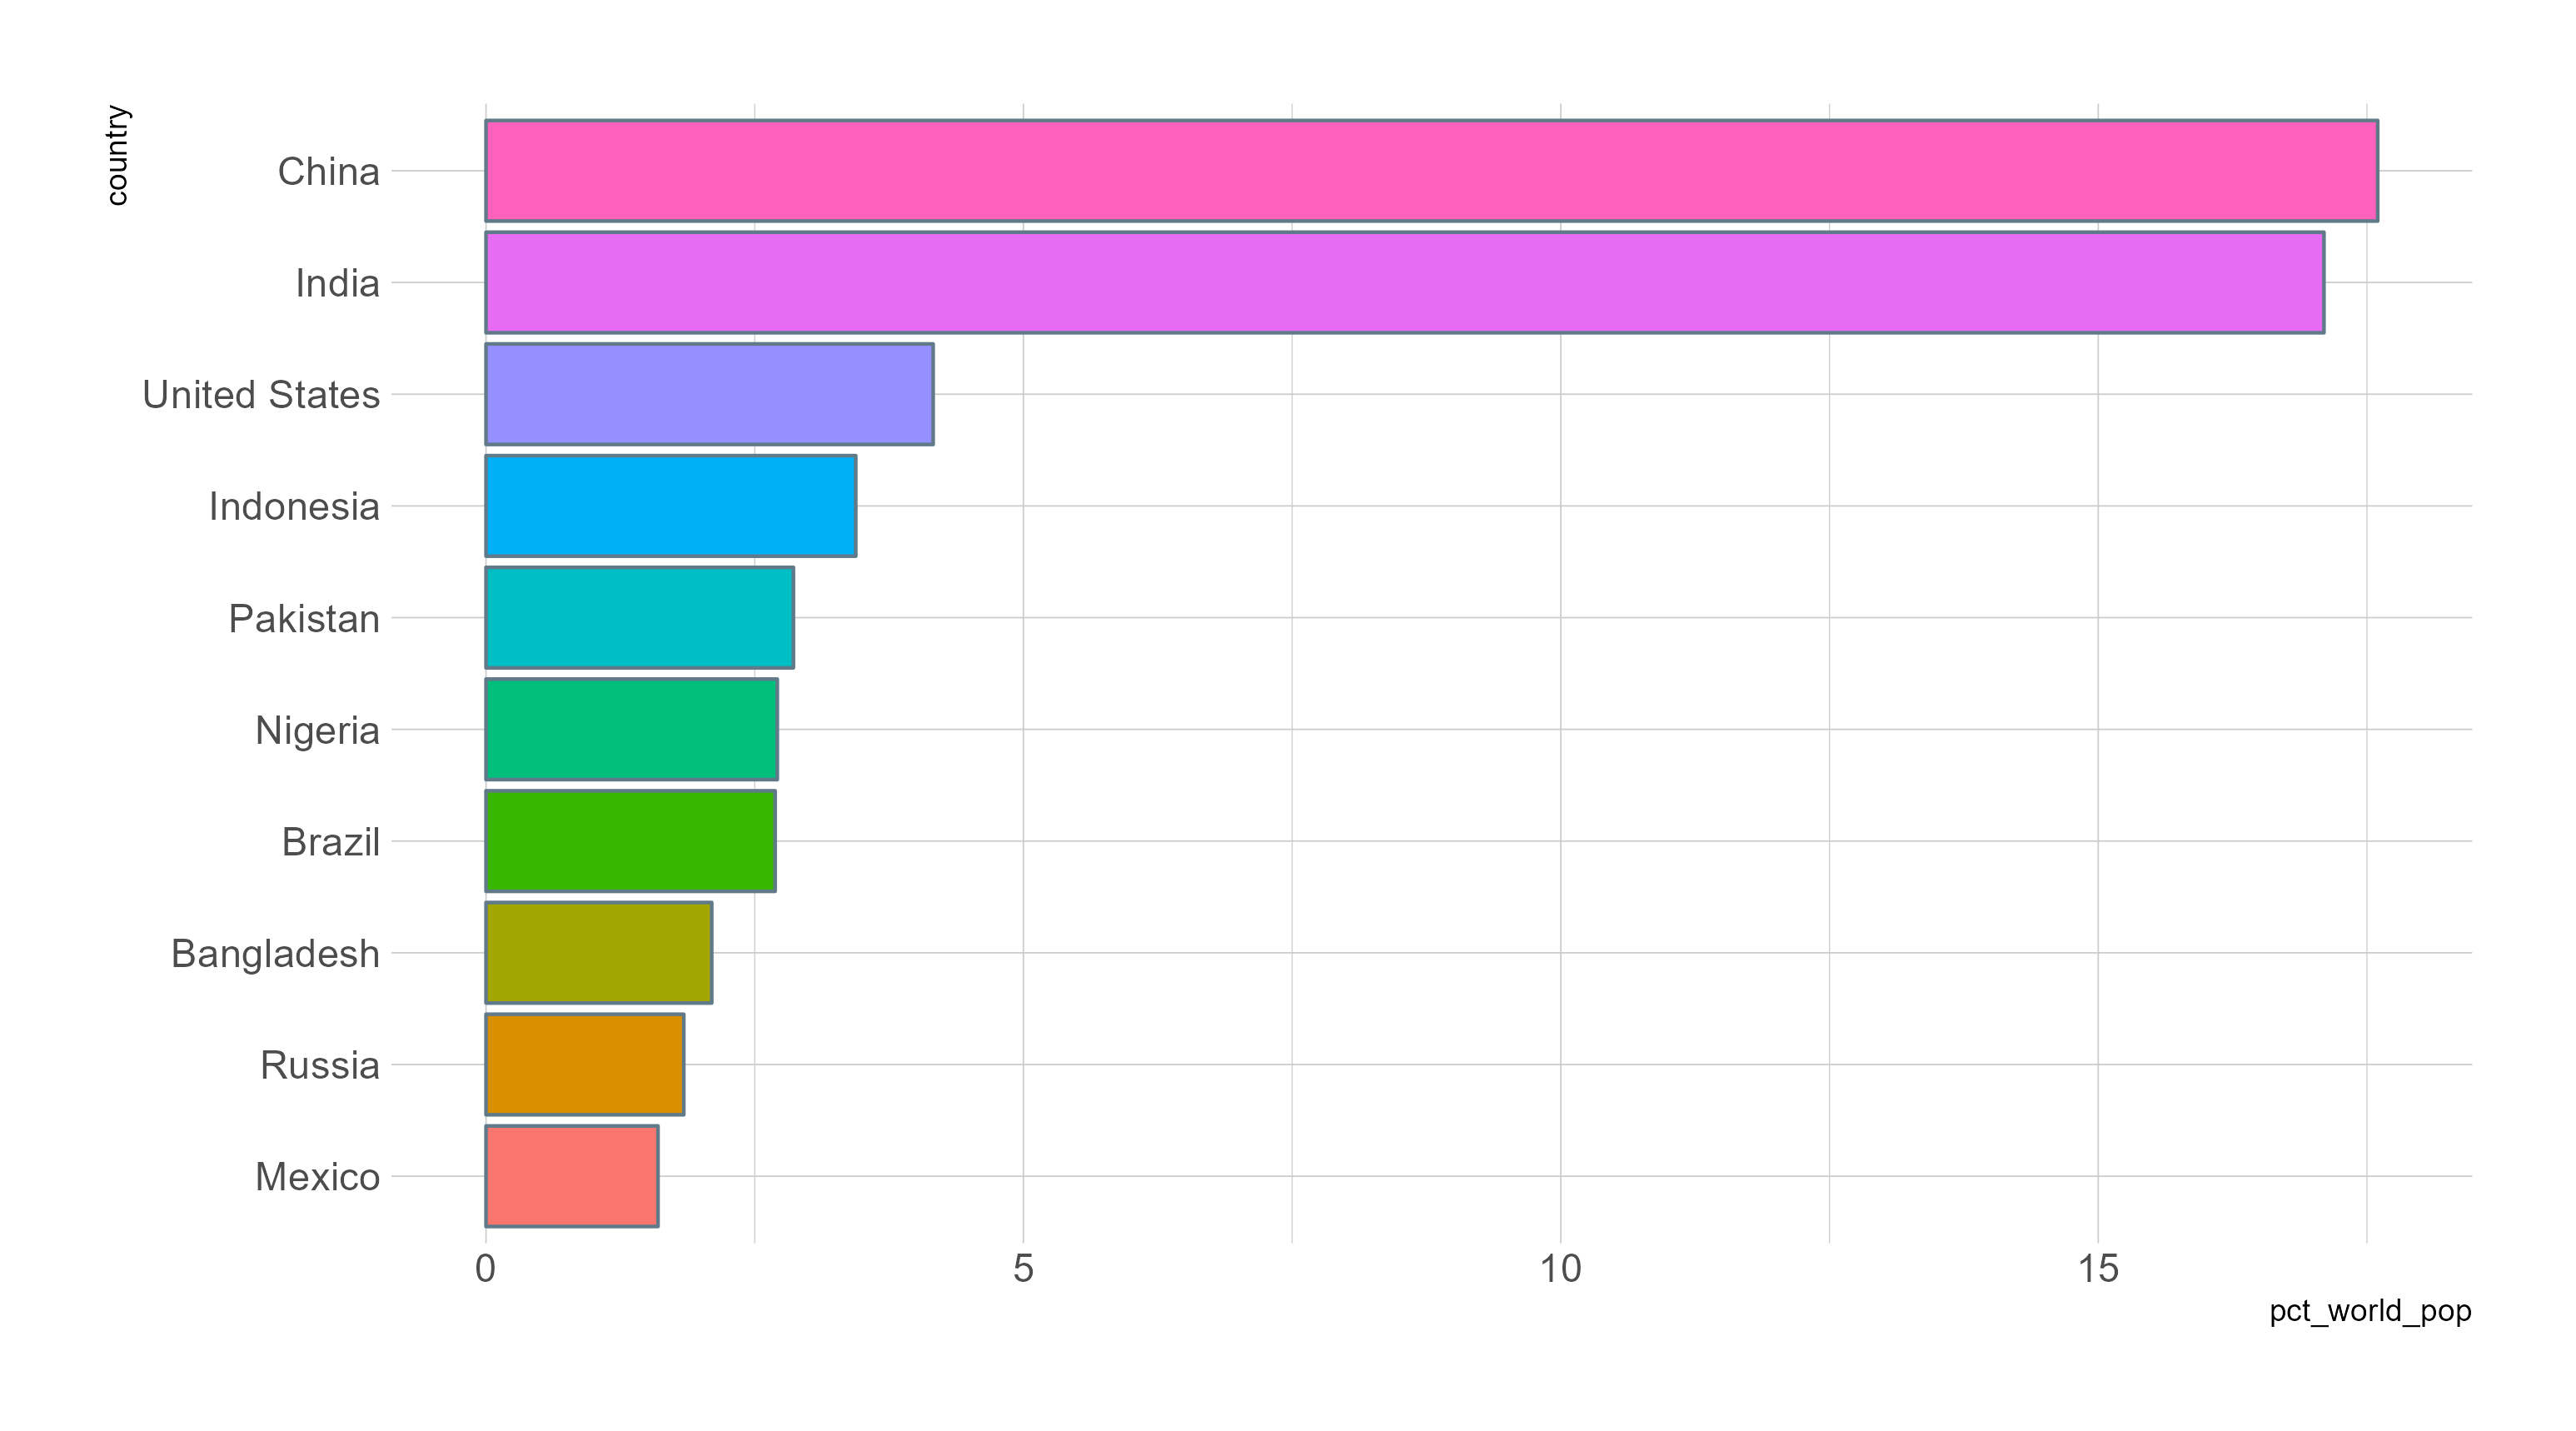 country
China
India
United States
Indonesia
Pakistan
Nigeria
Brazil
Bangladesh
Russia
Mexico
0 5 10 15
pct_world_pop